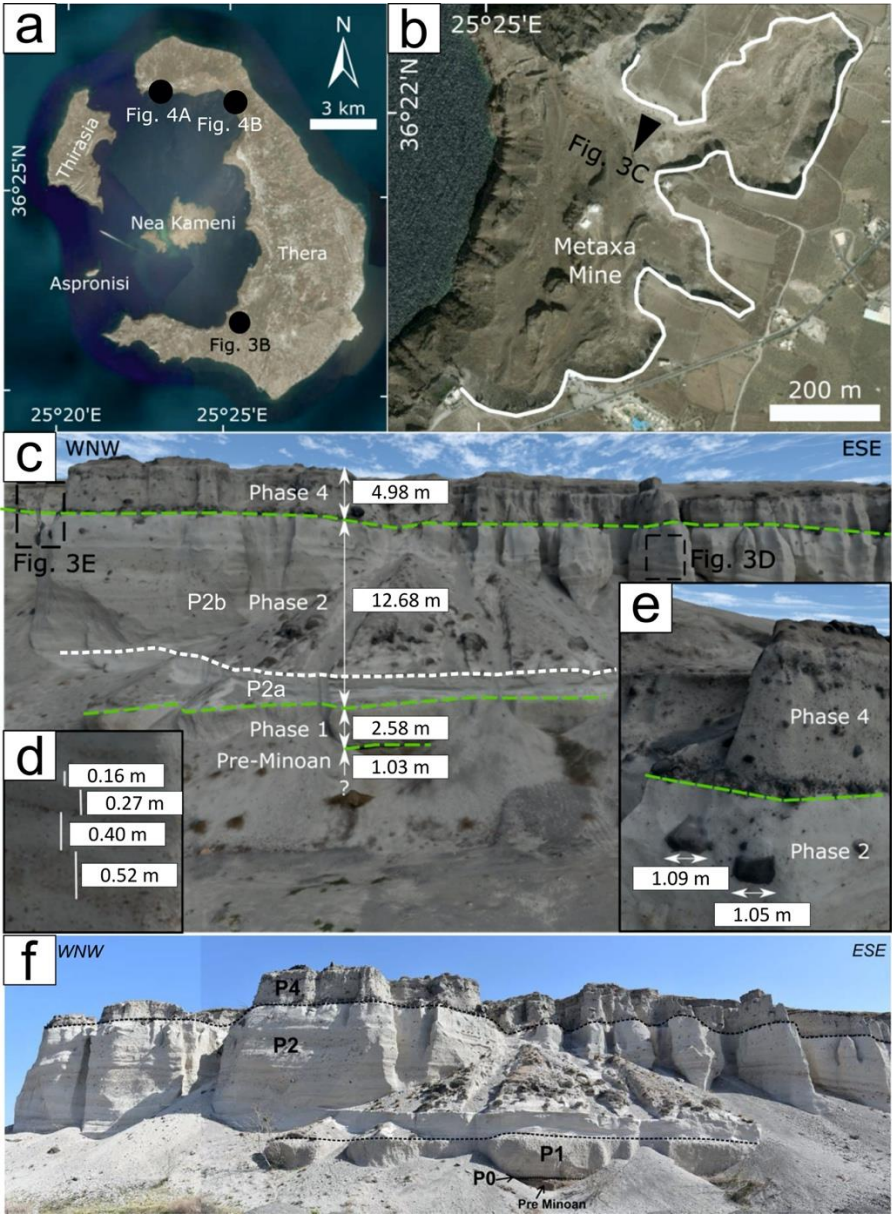 a
N
3 km
Fig. 4A
Fig. 4B
Thirasia
36°25'N
Nea Kameni
Thera
Aspronisi
Fig. 3B
25°20'E
25°25'E
b
25°25'E
36°22'N
Fig. 3C
Metaxa
Mine
200 m
c
WNW
ESE
Phase 4
4.98 m
Fig. 3E
Fig. 3D
P2b
Phase 2
12.68 m
P2a
Phase 1
2.58 m
Pre-Minoan
1.03 m
?
d
0.16 m
0.27 m
0.40 m
0.52 m
e
Phase 4
Phase 2
1.09 m
1.05 m
f
WNW
ESE
P4
P2
P1
P0
Pre Minoan